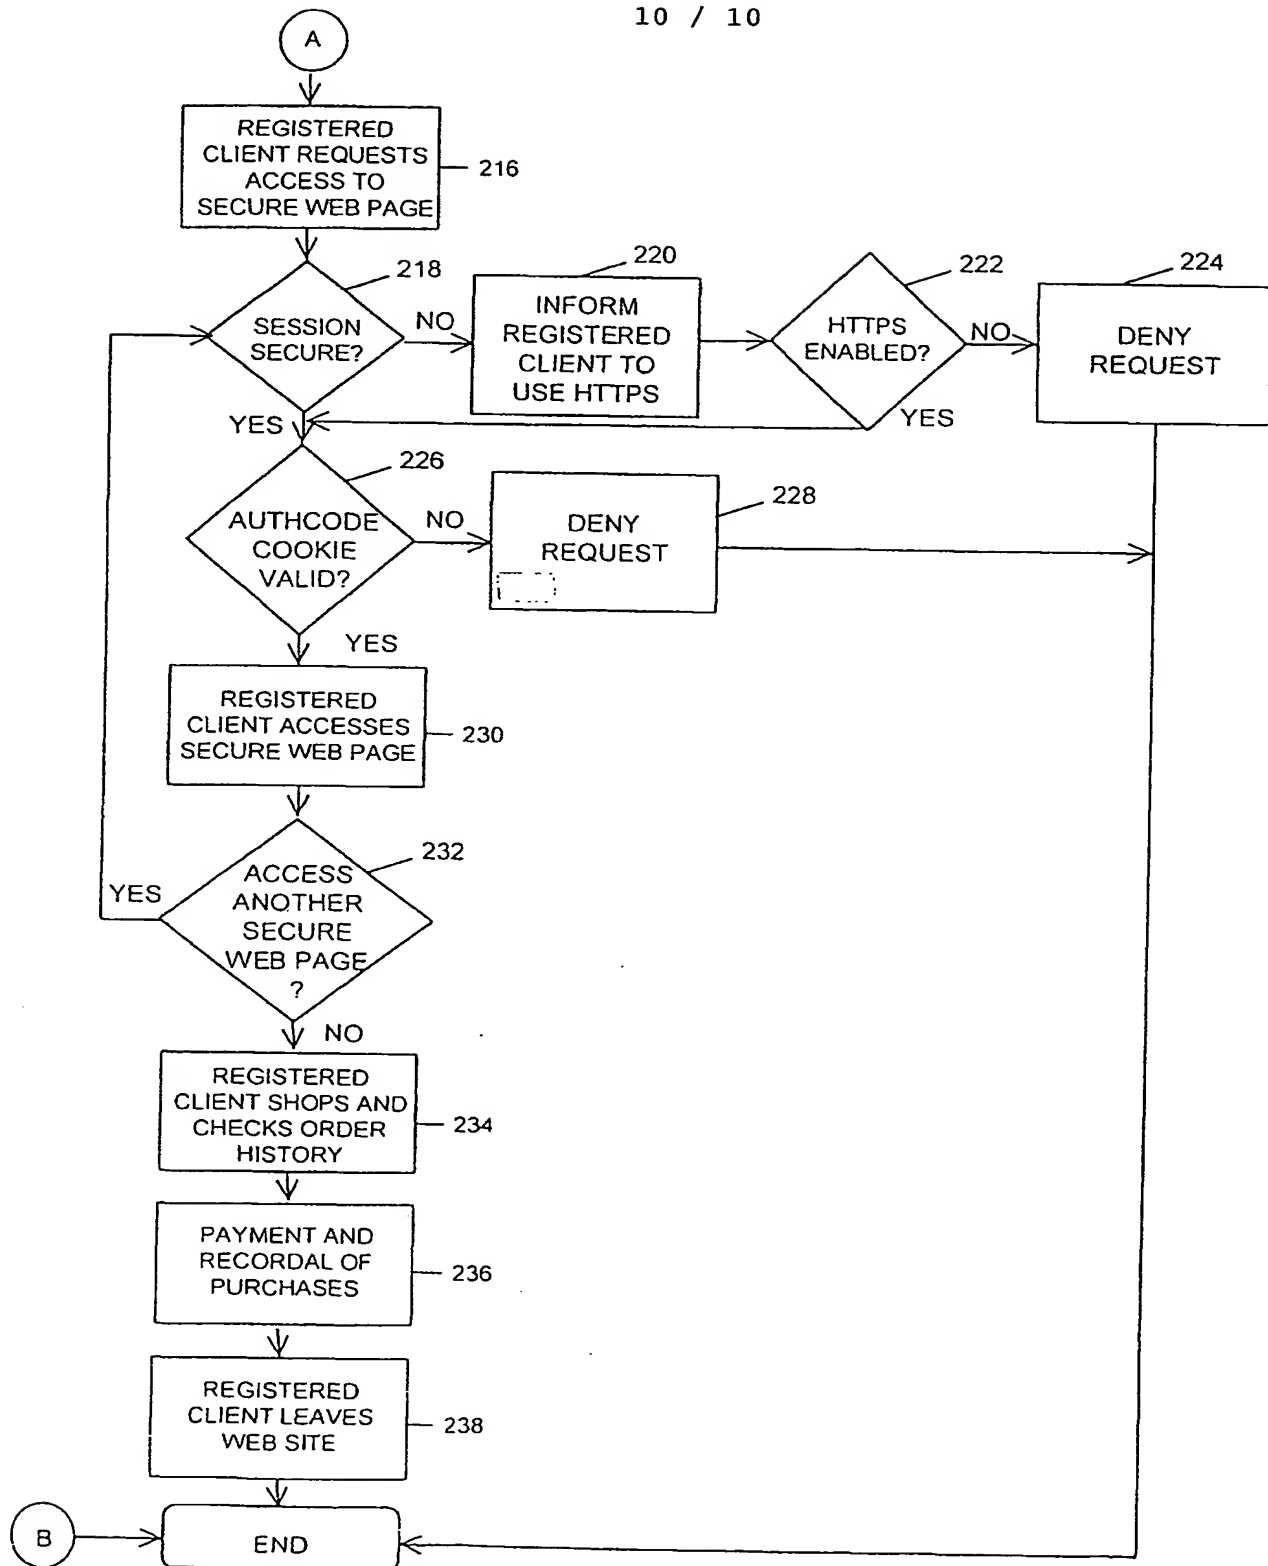 10 / 10
A
REGISTERED
CLIENT REQUESTS
ACCESS TO
SECURE WEB PAGE
216
SESSION
SECURE?
218
NO
YES
INFORM
REGISTERED
CLIENT TO
USE HTTPS
220
HTTPS
ENABLED?
222
NO
YES
DENY
REQUEST
224
AUTHCODE
COOKIE
VALID?
226
NO
YES
DENY
REQUEST
228
REGISTERED
CLIENT ACCESSES
SECURE WEB PAGE
230
ACCESS
ANOTHER
SECURE
WEB PAGE
?
232
YES
NO
REGISTERED
CLIENT SHOPS AND
CHECKS ORDER
HISTORY
234
PAYMENT AND
RECORDAL OF
PURCHASES
236
REGISTERED
CLIENT LEAVES
WEB SITE
238
B
END